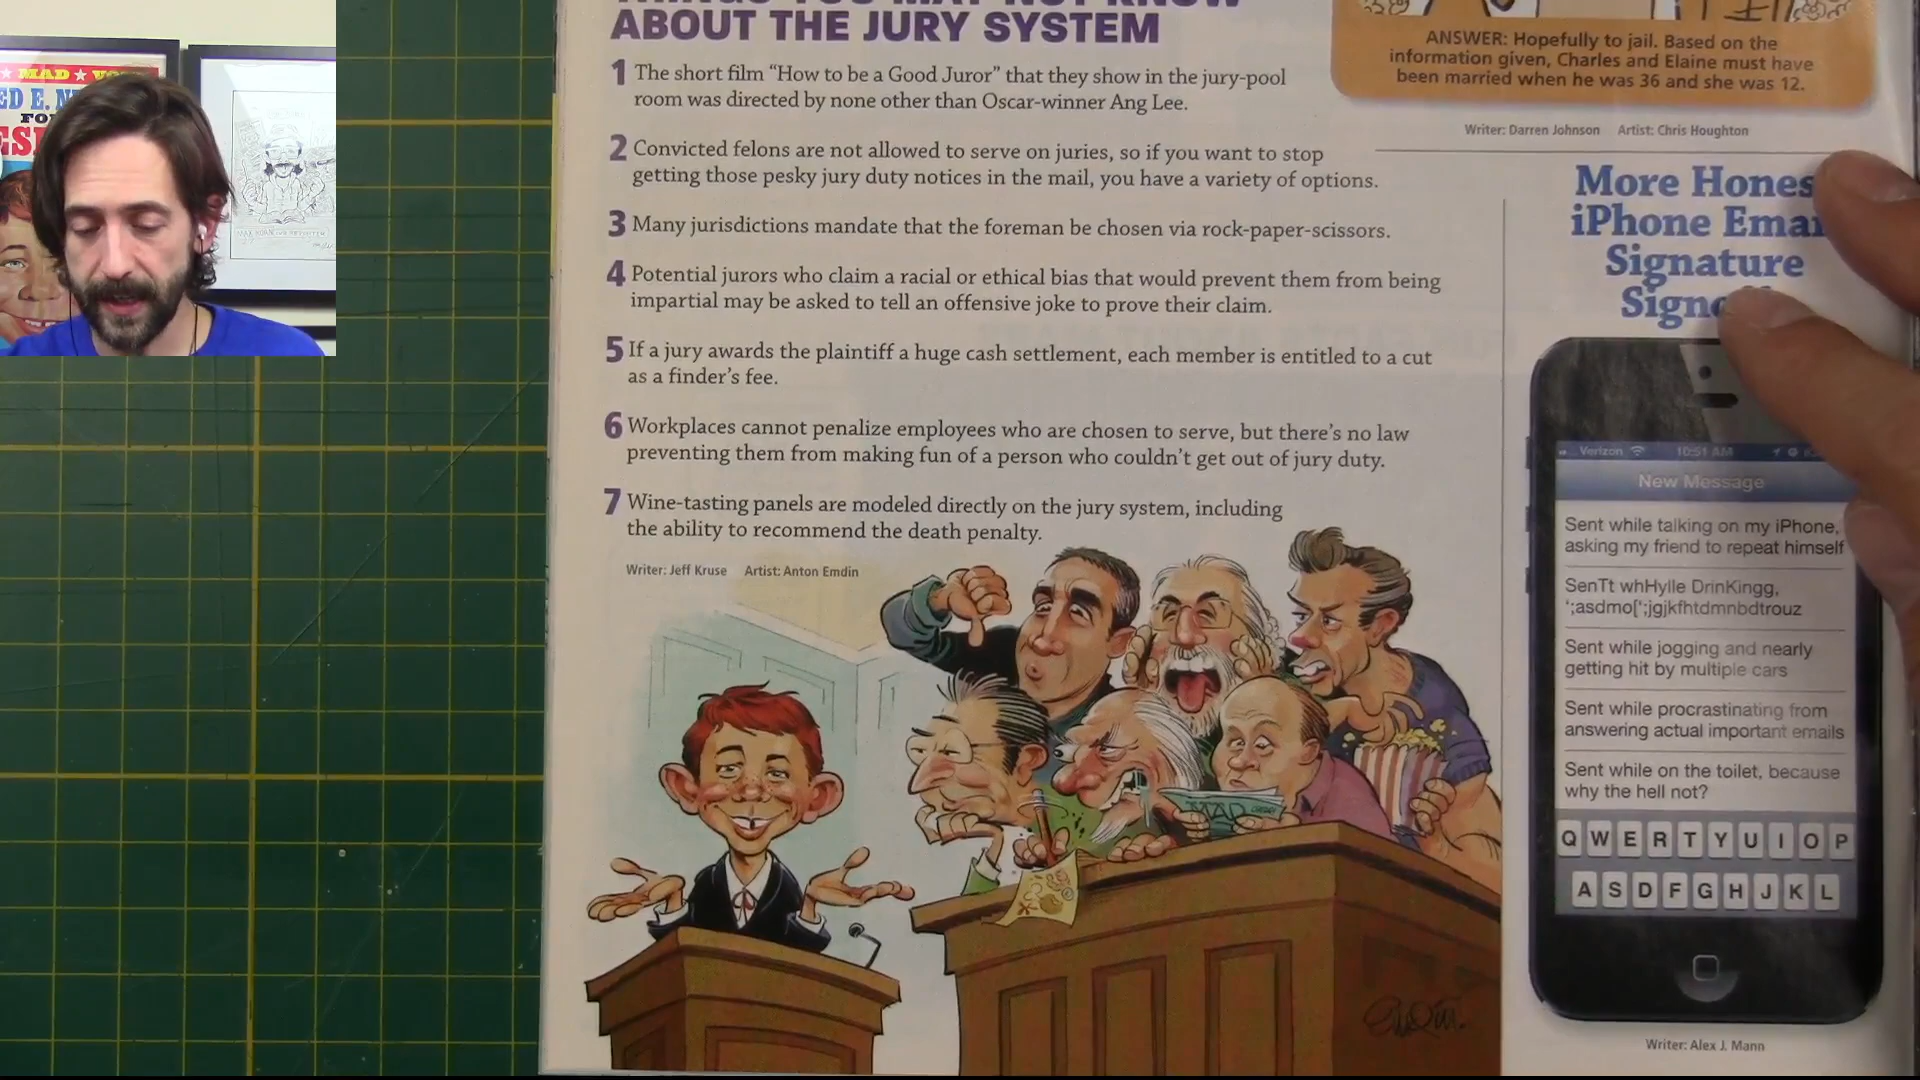 ★ MAD ★
FO
THINGS YOU MAY NOT KNOW
ABOUT THE JURY SYSTEM
1 The short film “How to be a Good Juror” that they show in the jury-pool
room was directed by none other than Oscar-winner Ang Lee.
2 Convicted felons are not allowed to serve on juries, so if you want to stop
getting those pesky jury duty notices in the mail, you have a variety of options.
3 Many jurisdictions mandate that the foreman be chosen via rock-paper-scissors.
4 Potential jurors who claim a racial or ethical bias that would prevent them from being
impartial may be asked to tell an offensive joke to prove their claim.
5 If a jury awards the plaintiff a huge cash settlement, each member is entitled to a cut
as a finder’s fee.
6 Workplaces cannot penalize employees who are chosen to serve, but there’s no law
preventing them from making fun of a person who couldn’t get out of jury duty.
7 Wine-tasting panels are modeled directly on the jury system, including
the ability to recommend the death penalty.
Writer: Jeff Kruse Artist: Anton Emdin
MAD
ANSWER: Hopefully to jail. Based on the
information given, Charles and Elaine must have
been married when he was 36 and she was 12.
Writer: Darren Johnson Artist: Chris Houghton
More Hones
iPhone Emai
Signature
Signo
Verizon 10:51 AM
New Message
Sent while talking on my iPhone,
asking my friend to repeat himself
SenTt whHylle DrinKingg,
‘;asdmo[‘;jgjkfhtdmnbdtrouz
Sent while jogging and nearly
getting hit by multiple cars
Sent while procrastinating from
answering actual important emails
Sent while on the toilet, because
why the hell not?
Q W E R T Y U I O P
A S D F G H J K L
Writer: Alex J. Mann